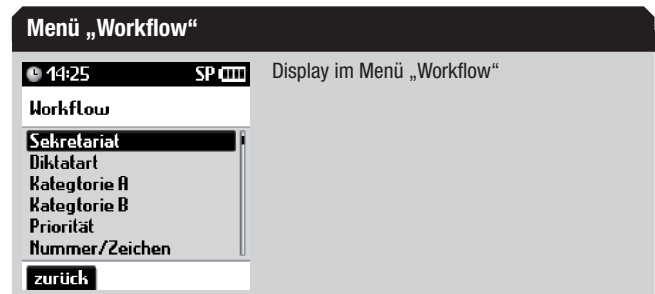 Menü „Workflow“
14:25 SP
Display im Menü „Workflow“
Workflow
Sekretariat
Diktatart
Kategtorie A
Kategtorie B
Priorität
Nummer/Zeichen
zurück